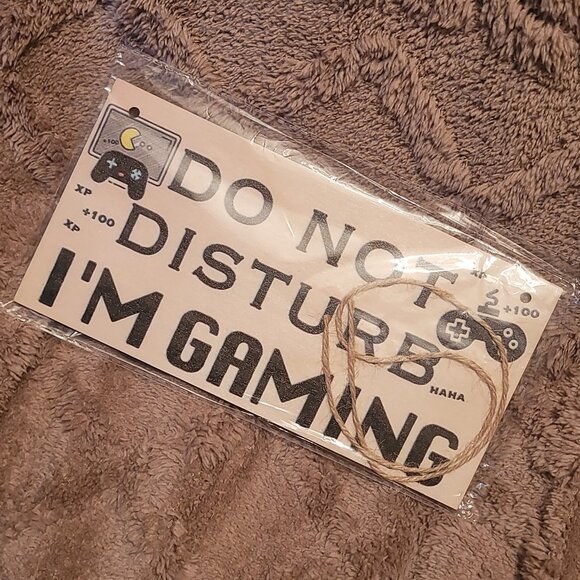 +100
DO NOT
XP
+100
XP
DISTURB
+100
HAHA
I'M GAMING